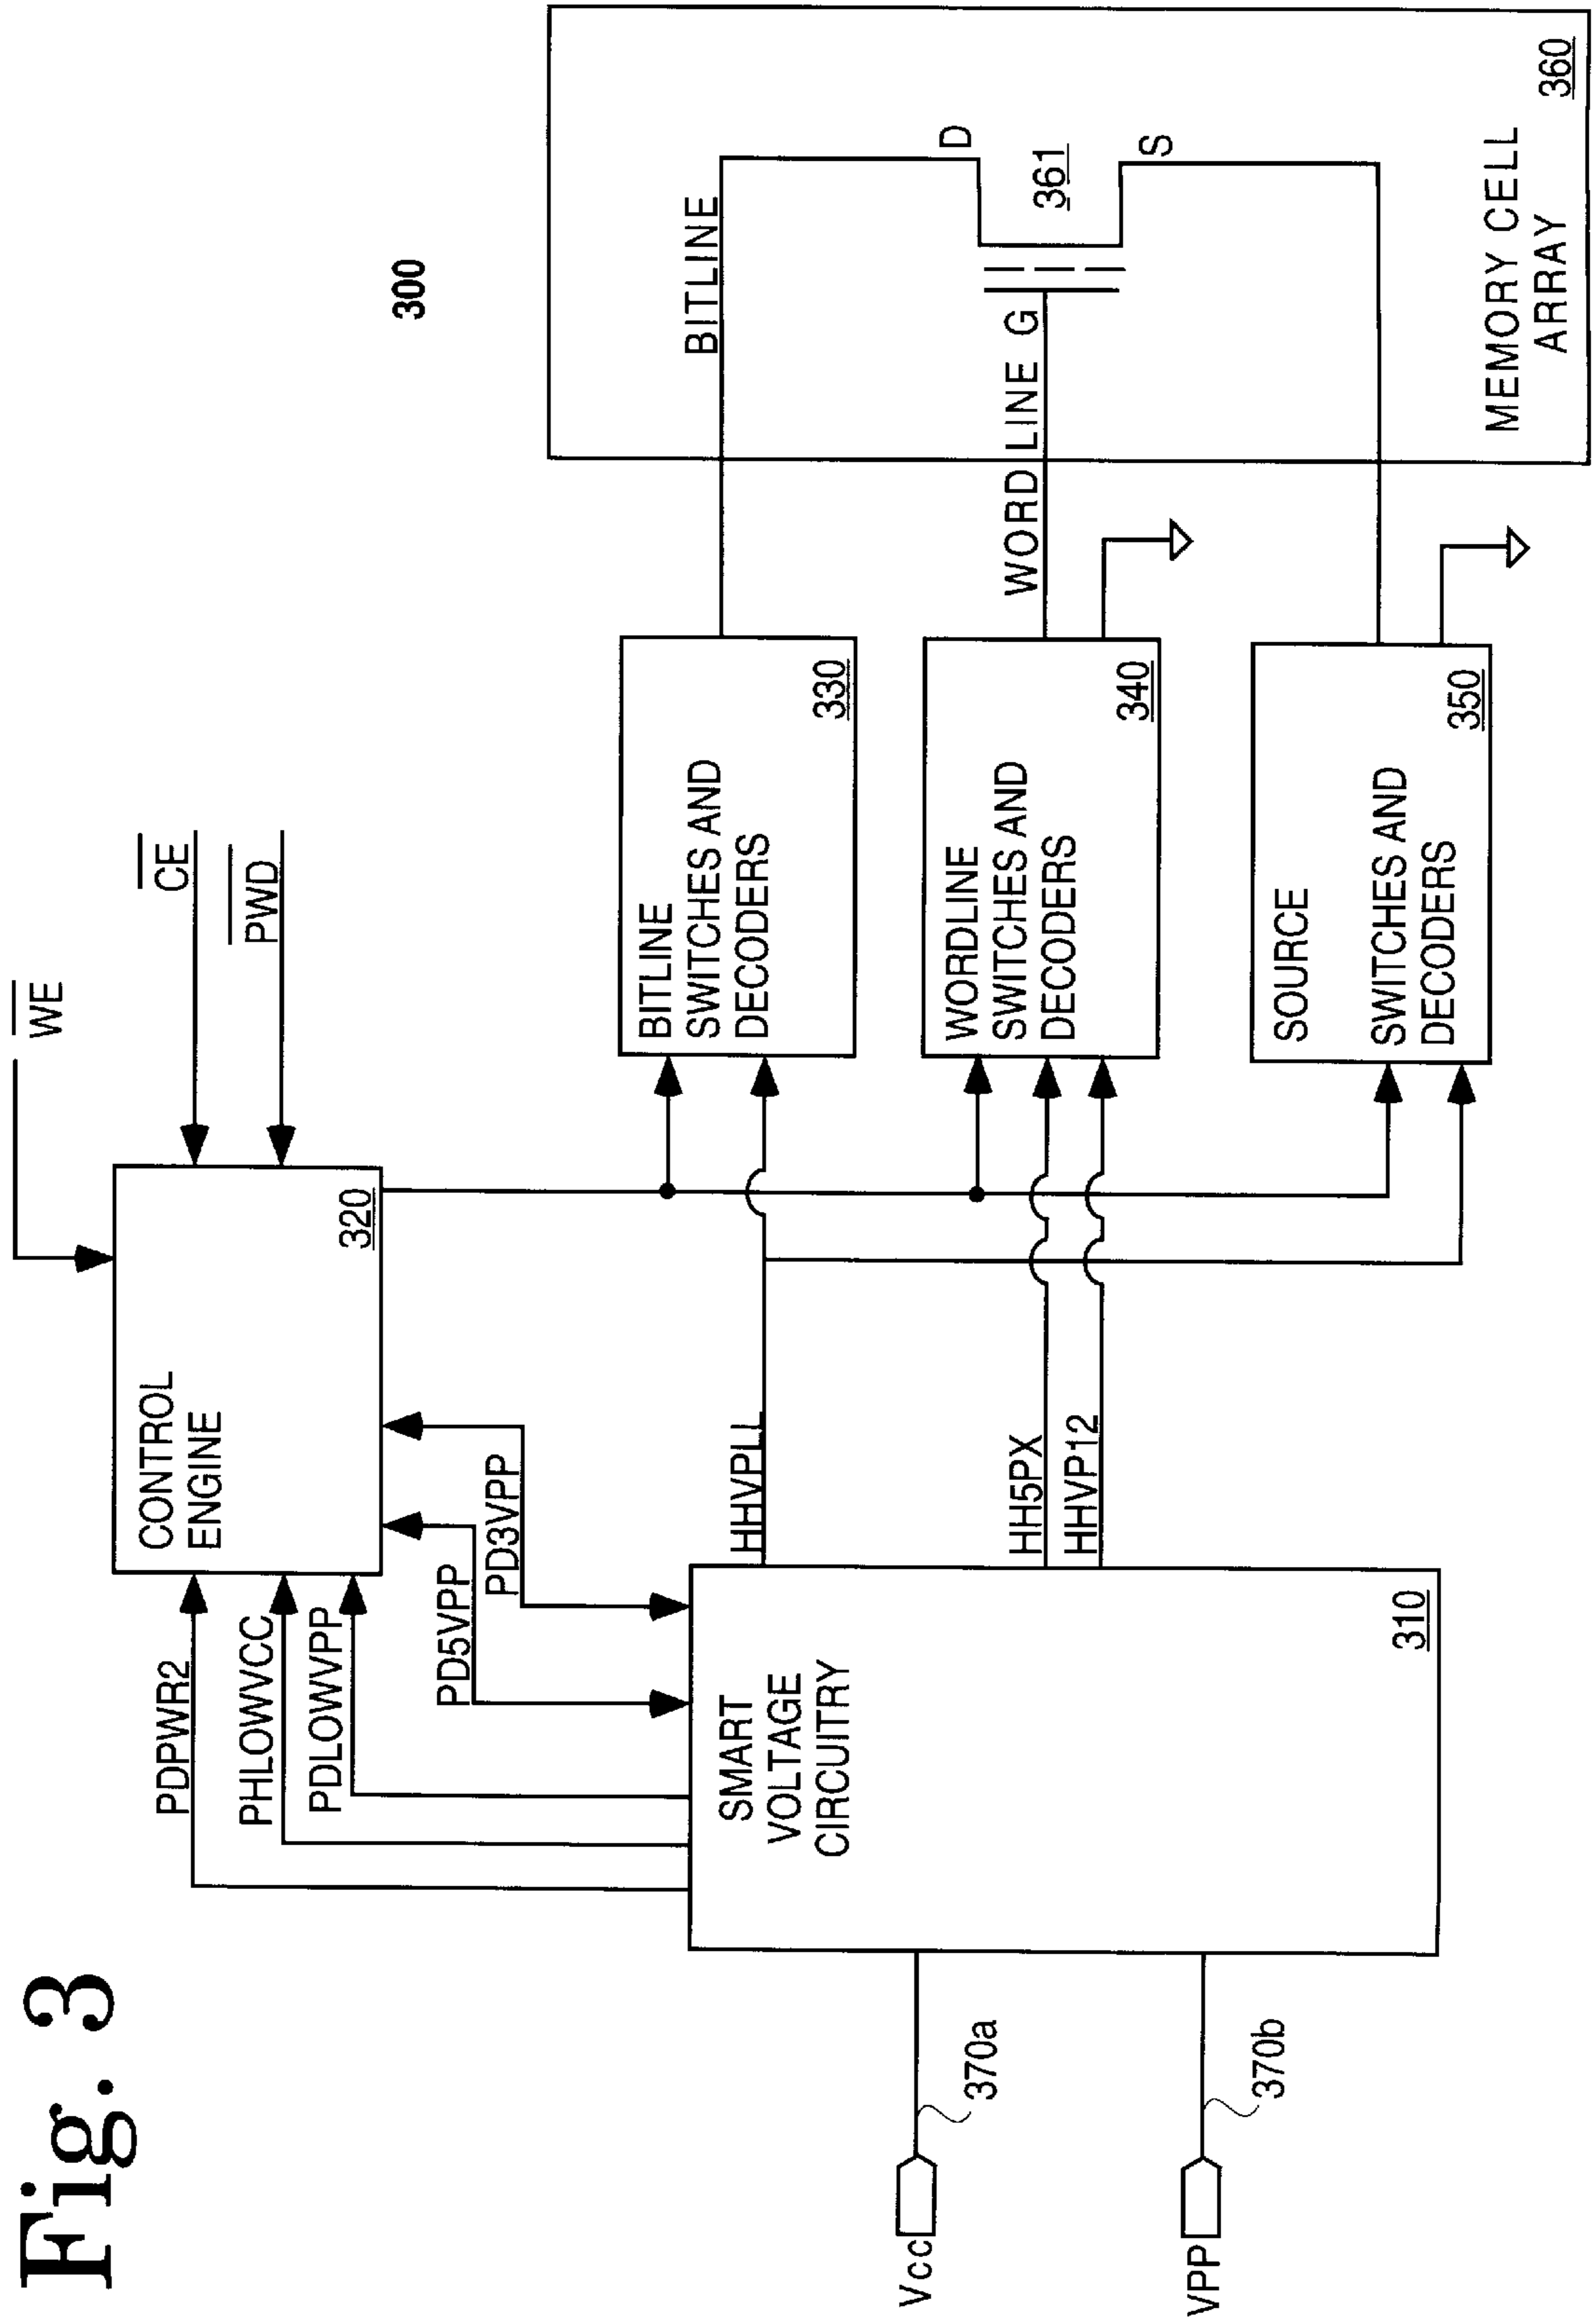 Fig. 3
300
WE
CE
PWD
CONTROL
ENGINE
320
PDPWR2
PHLOWVCC
PDLOWVPP
PD5VPP
PD3VPP
SMART
VOLTAGE
CIRCUITRY
310
Vcc
370a
VPP
370b
HHVPLL
HH5PX
HHVP12
BITLINE
SWITCHES AND
DECODERS
330
WORDLINE
SWITCHES AND
DECODERS
340
SOURCE
SWITCHES AND
DECODERS
350
BITLINE
D
WORD LINE G
361
S
MEMORY CELL
ARRAY
360